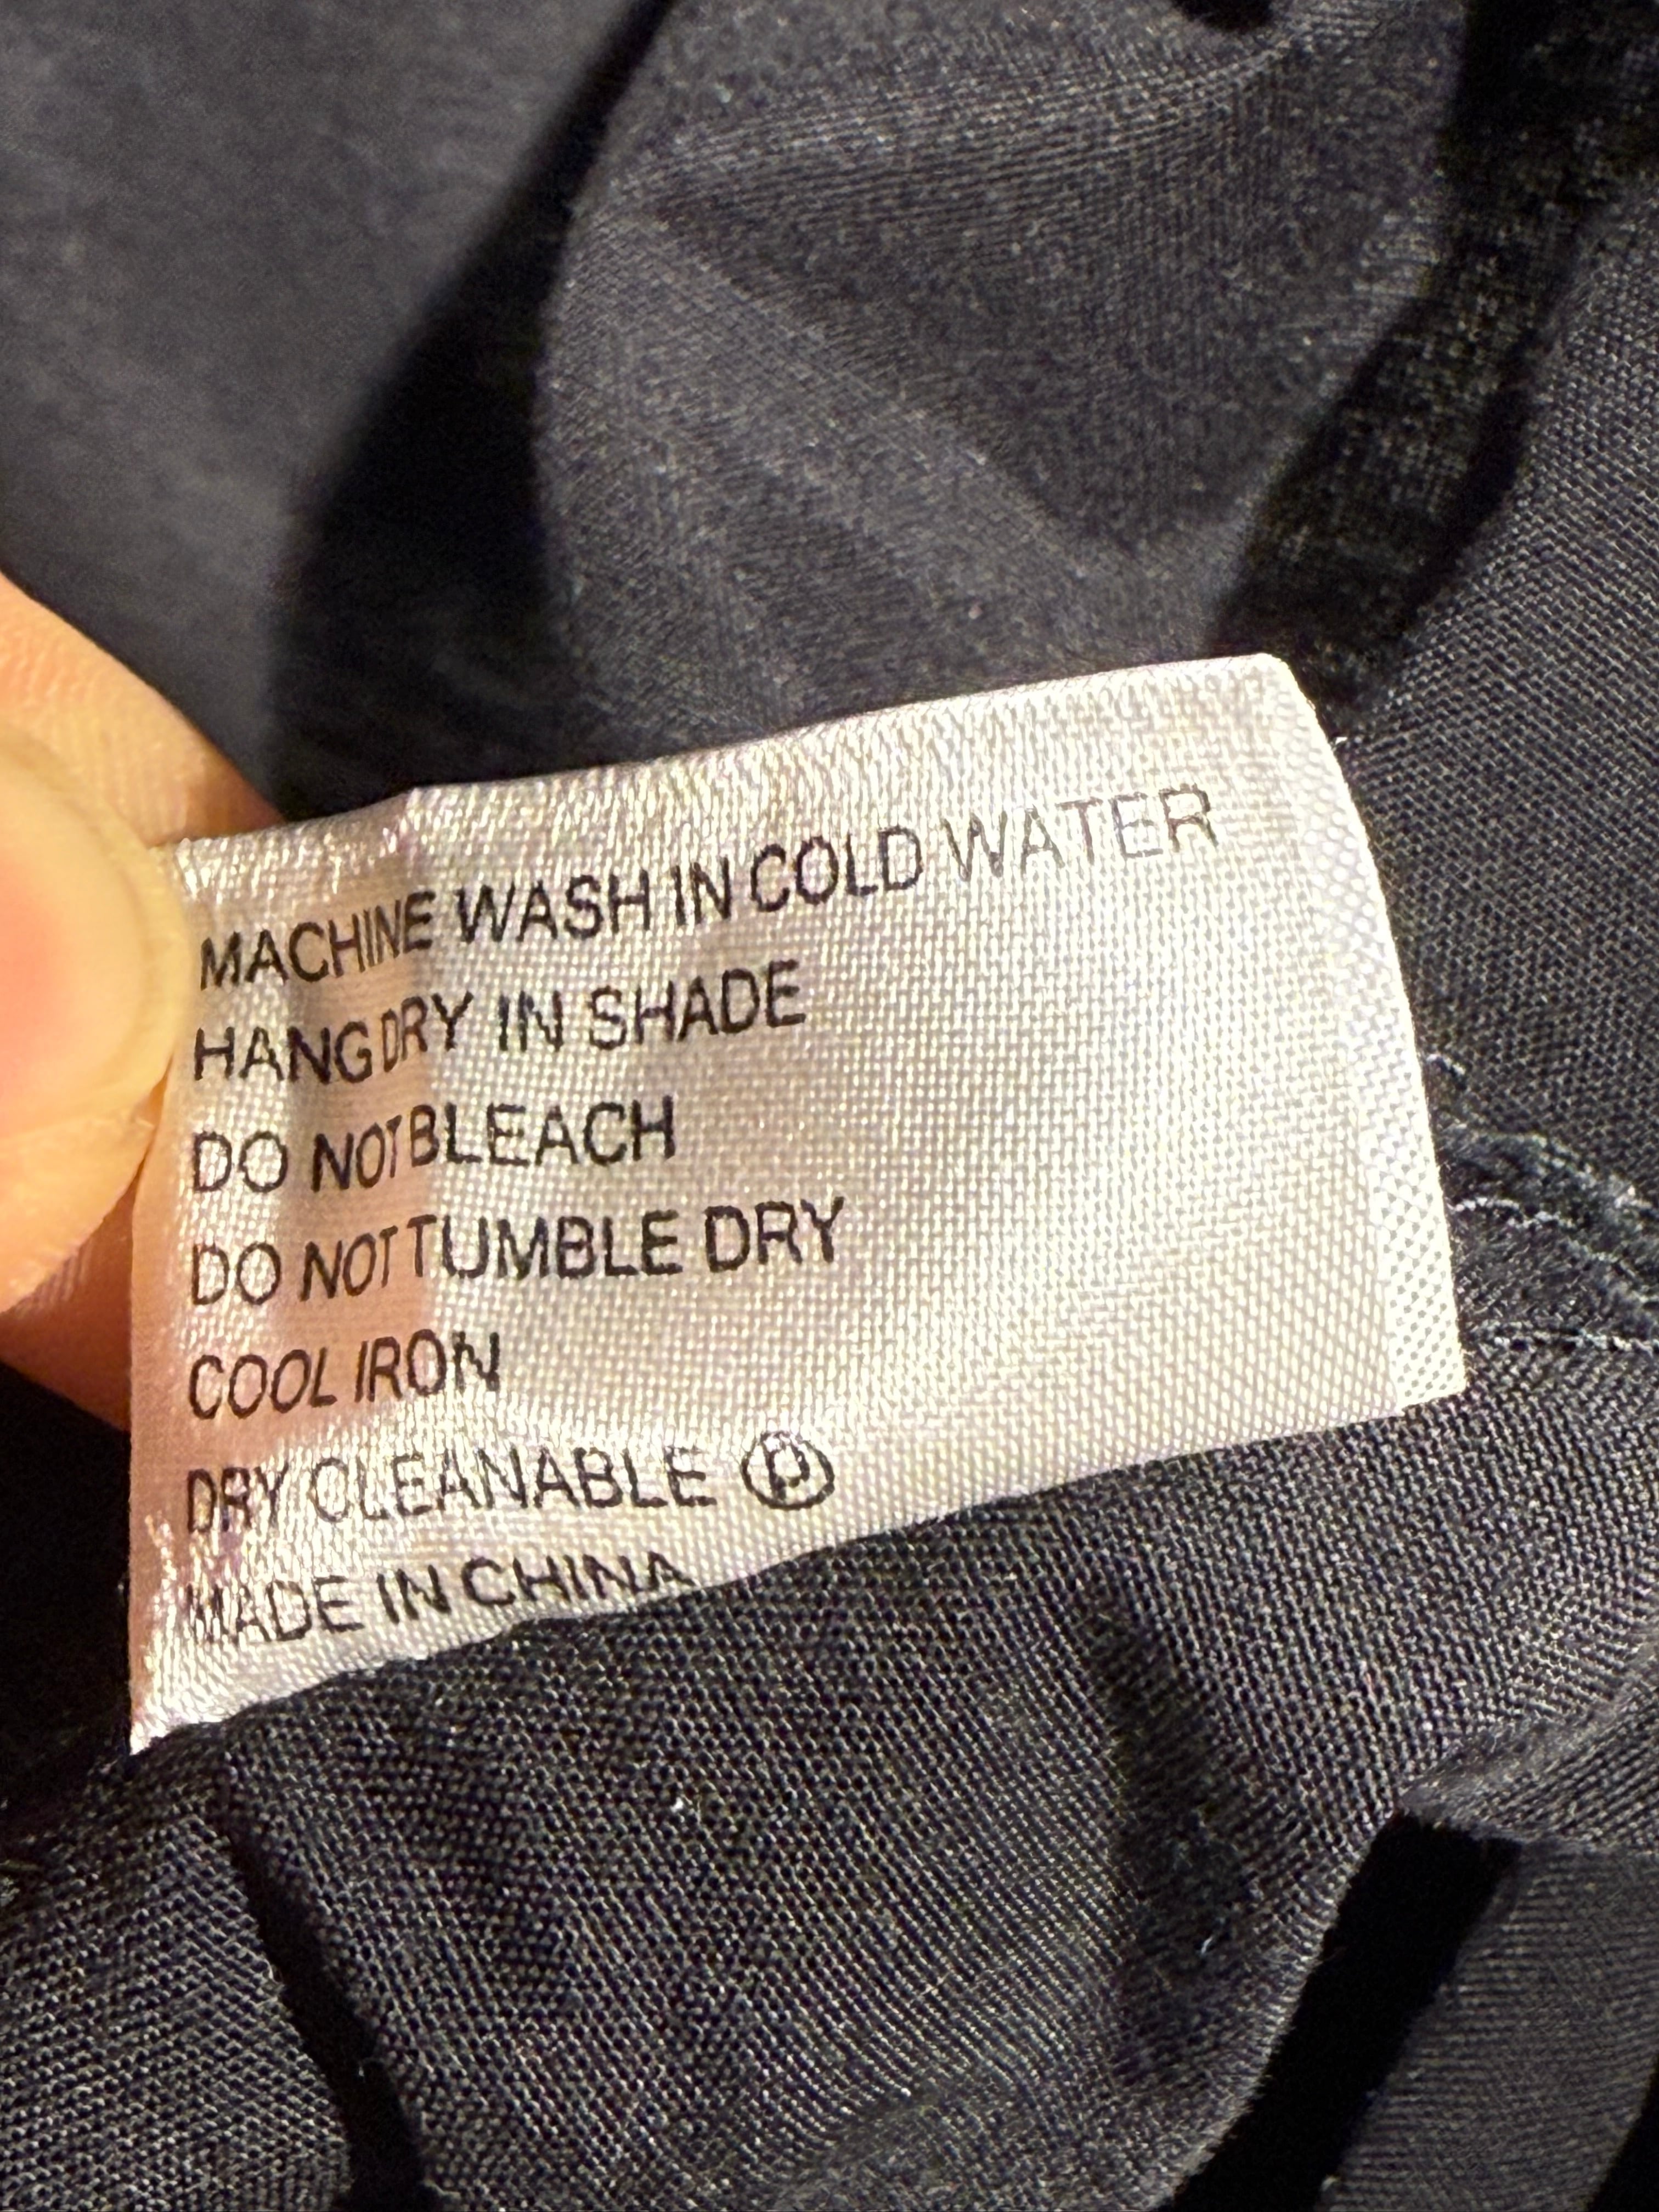 MACHINE WASH IN COLD WATER
HANG DRY IN SHADE
DO NOT BLEACH
DO NOT TUMBLE DRY
COOL IRON
DRY CLEANABLE Ⓟ
MADE IN CHINA